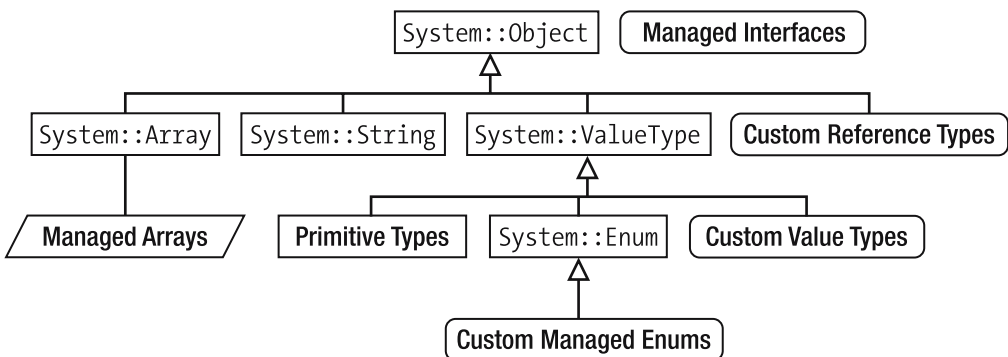 System::Object
Managed Interfaces
System::Array
System::String
System::ValueType
Custom Reference Types
Managed Arrays
Primitive Types
System::Enum
Custom Value Types
Custom Managed Enums